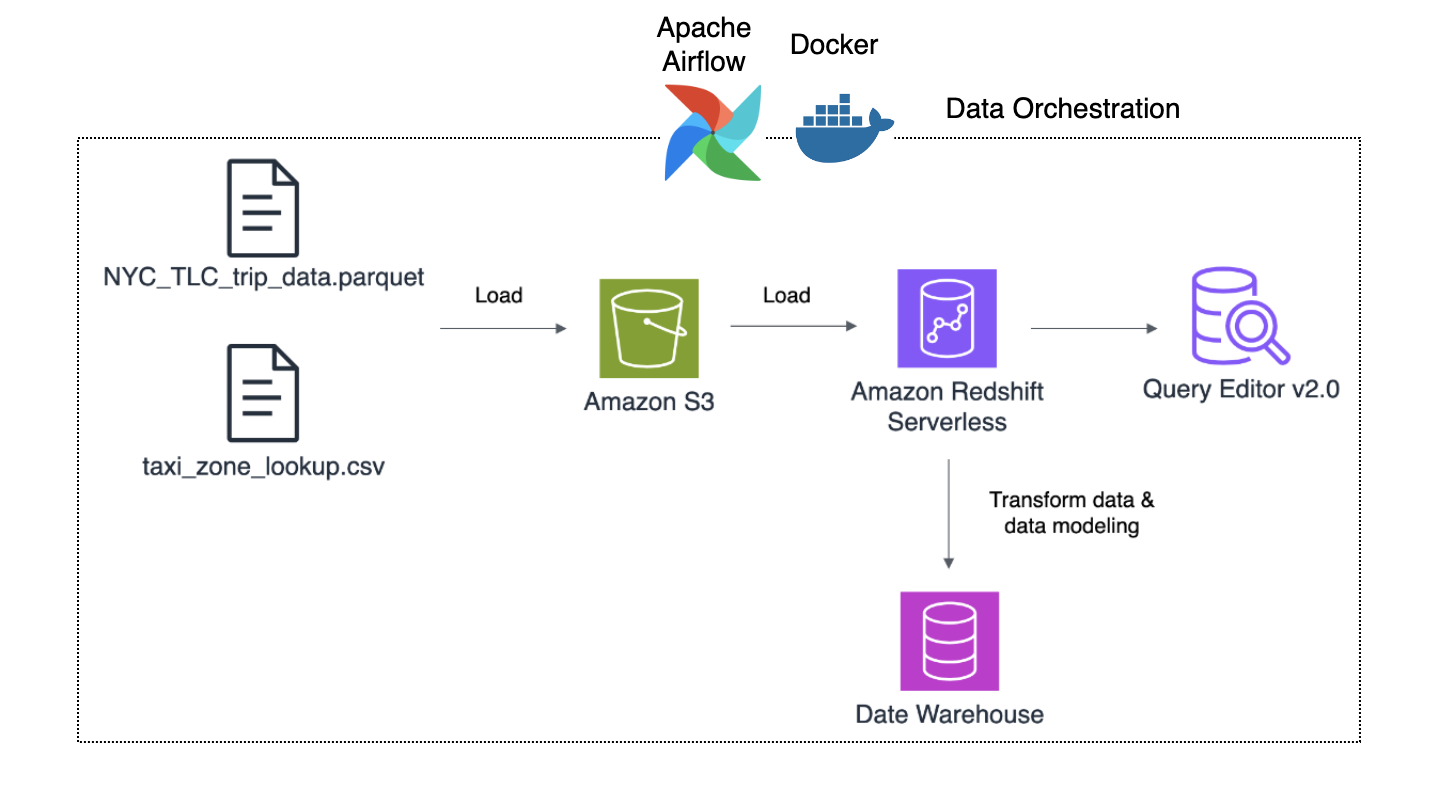 Apache
Airflow
Docker
Data Orchestration
NYC_TLC_trip_data.parquet
Load
Load
Amazon S3
Amazon Redshift
Serverless
Query Editor v2.0
taxi_zone_lookup.csv
Transform data &
data modeling
Date Warehouse